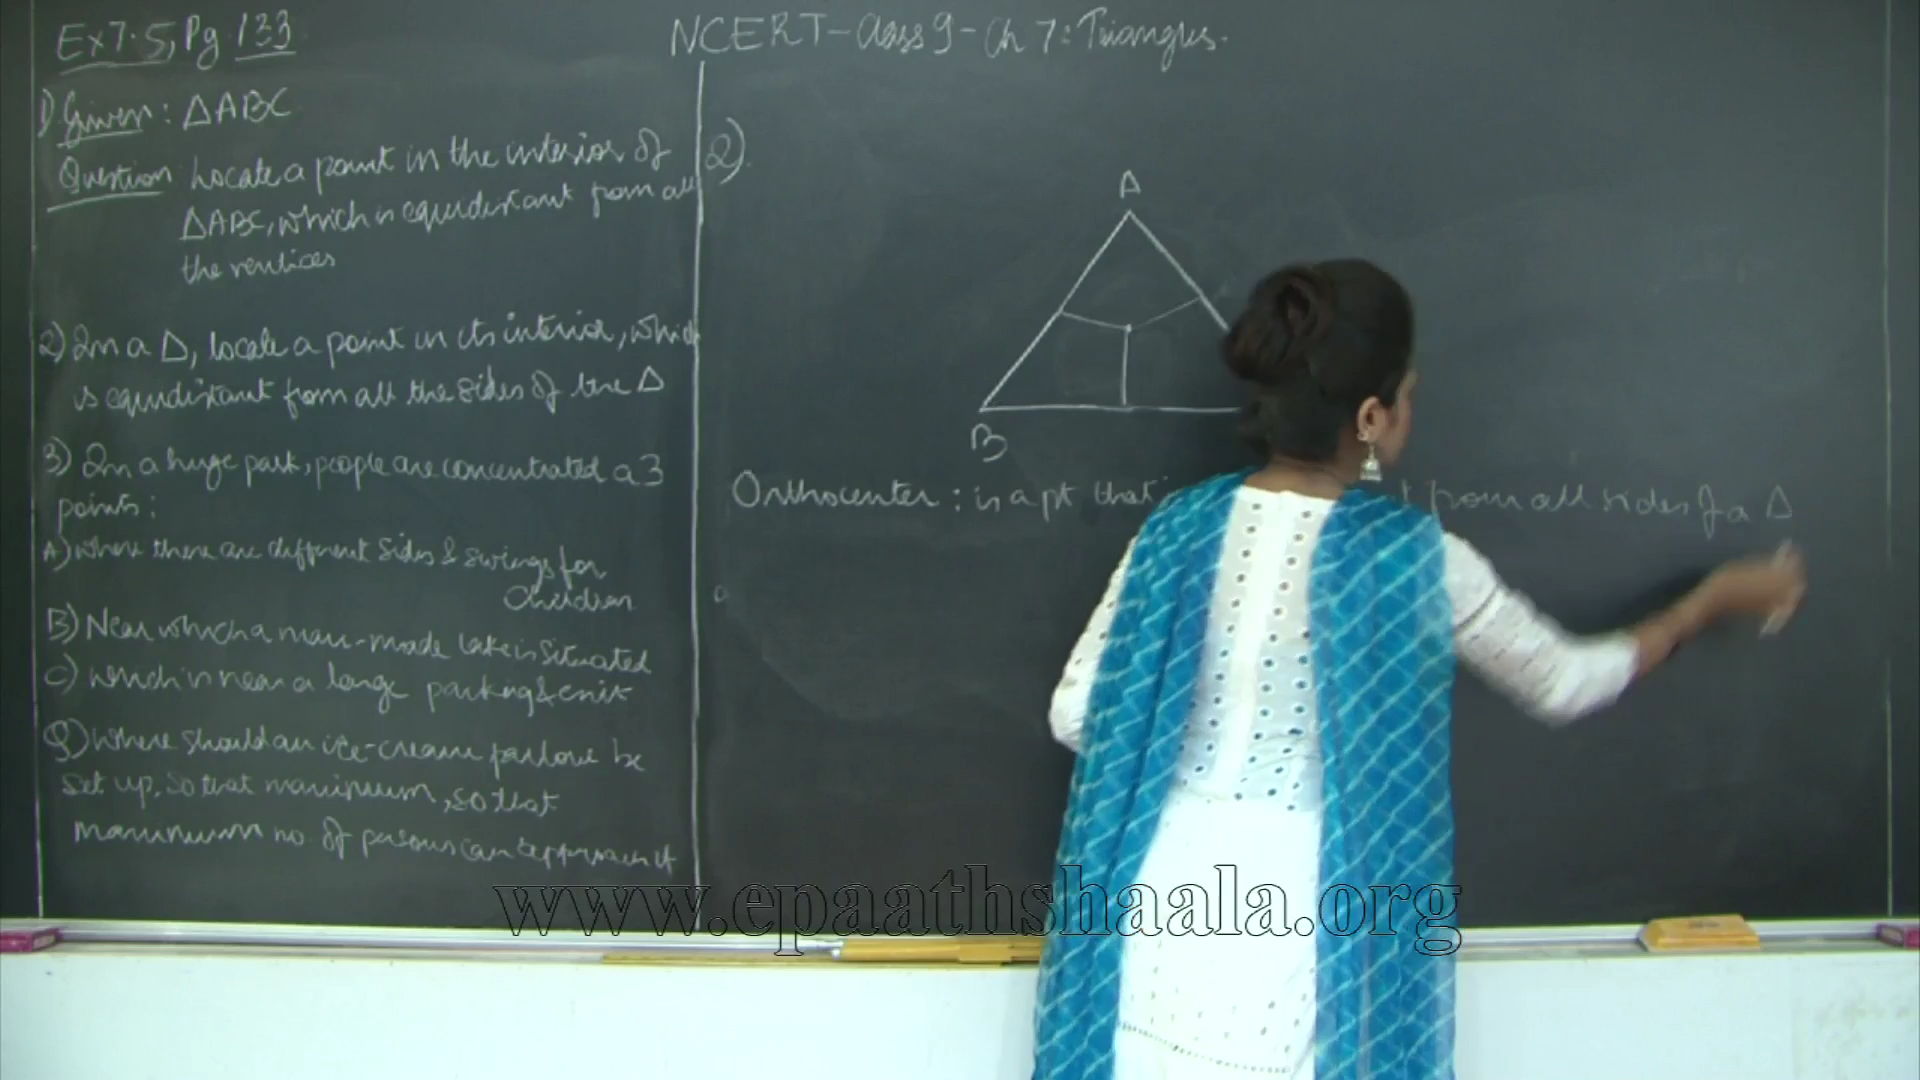 Ex 7.5, Pg 133
NCERT - Class 9 - Ch 7: Triangles.
1) Given : △ABC
Question Locate a point in the interior of
△ABC, which is equidistant from all
the vertices
2) In a △, locate a point in its interior, which
is equidistant from all the sides of the △
3) In a huge park, people are concentrated a 3
points :
A) where there are different sides & swings for
children
B) Near which a man-made lake is situated
C) which is near a large parking & exit
Q) where should an ice-cream parlour be
set up, so that maximum, so that
maximum no. of persons can approach it
2).
A
B
Orthocenter : is a pt that from all sides of a △
www.epaathshaala.org